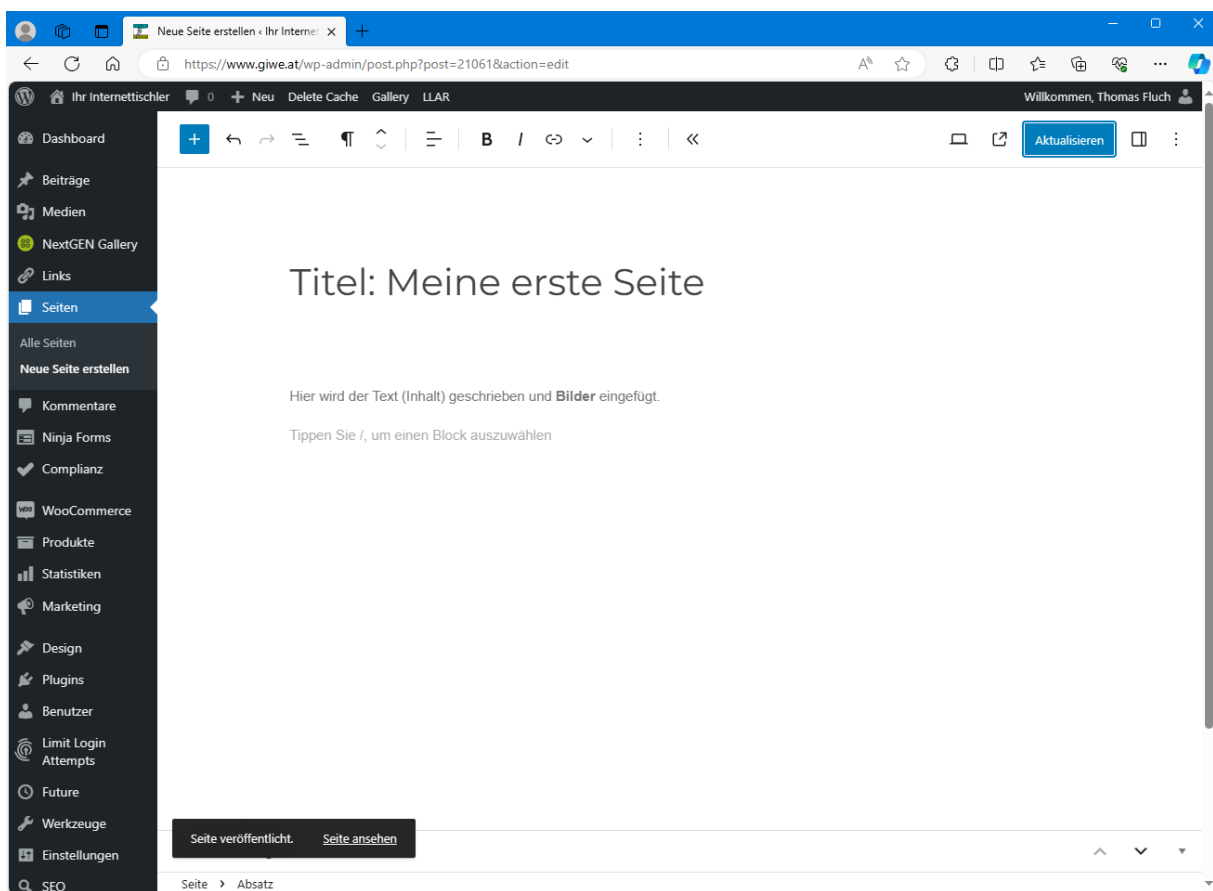 Neue Seite erstellen ‹ Ihr Internet
https://www.giwe.at/wp-admin/post.php?post=21061&action=edit
Ihr Internettischler 0 + Neu Delete Cache Gallery LLAR Willkommen, Thomas Fluch
Dashboard
Aktualisieren
Beiträge
Medien
NextGEN Gallery
Links
Seiten
Alle Seiten
Neue Seite erstellen
Kommentare
Ninja Forms
Complianz
WooCommerce
Produkte
Statistiken
Marketing
Design
Plugins
Benutzer
Limit Login
Attempts
Future
Werkzeuge
Einstellungen
SEO
Titel: Meine erste Seite
Hier wird der Text (Inhalt) geschrieben und Bilder eingefügt.
Tippen Sie /, um einen Block auszuwählen
Seite veröffentlicht. Seite ansehen
Seite > Absatz